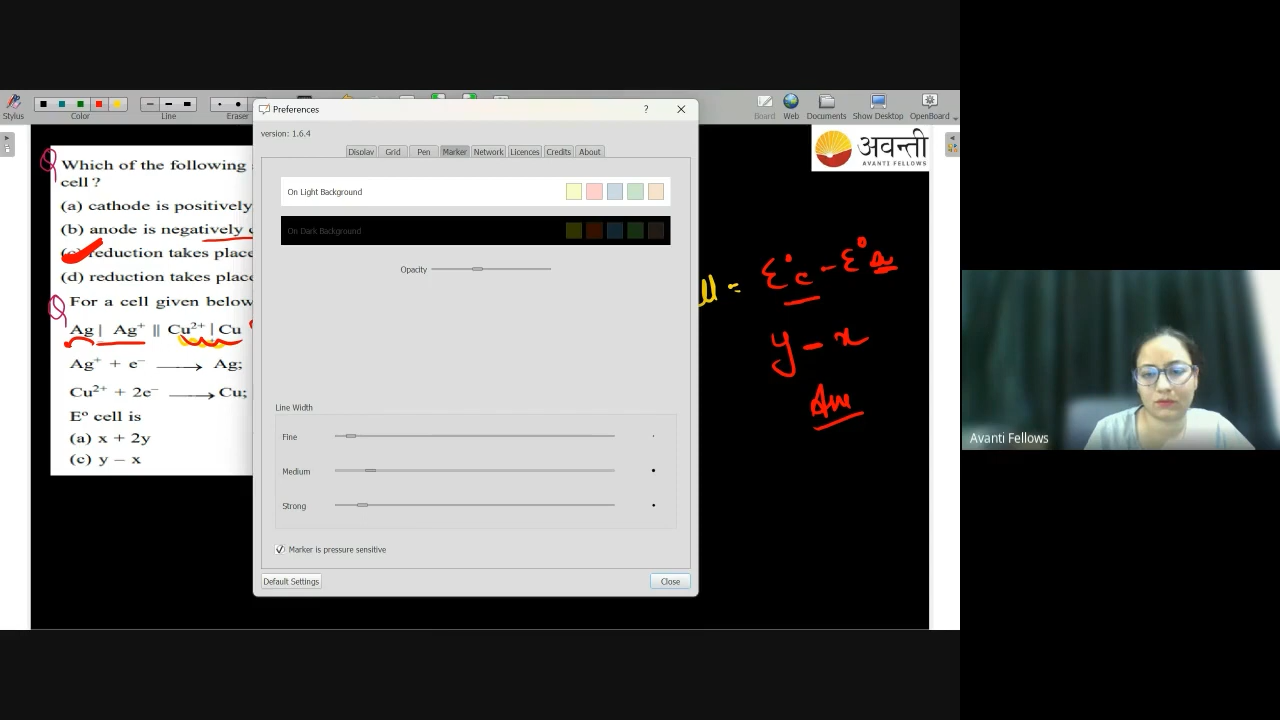 Stylus
Color
Line
Eraser
Board
Web
Documents
Show Desktop
OpenBoard
अवन्ती
AVANTI FELLOWS
Preferences
?
version: 1.6.4
Display
Grid
Pen
Marker
Network
Licences
Credits
About
On Light Background
On Dark Background
Opacity
Line Width
Fine
Medium
Strong
Marker is pressure sensitive
Default Settings
Close
Q Which of the following
cell ?
(a) cathode is positively
(b) anode is negatively c
(c) reduction takes place
(d) reduction takes place
Q For a cell given below
Ag | Ag⁺ || Cu²⁺ | Cu
Ag⁺ + e⁻ ⟶ Ag;
Cu²⁺ + 2e⁻ ⟶ Cu;
E° cell is
(a) x + 2y
(c) y − x
ll = E°c - E°a
y - x
Ans
Avanti Fellows